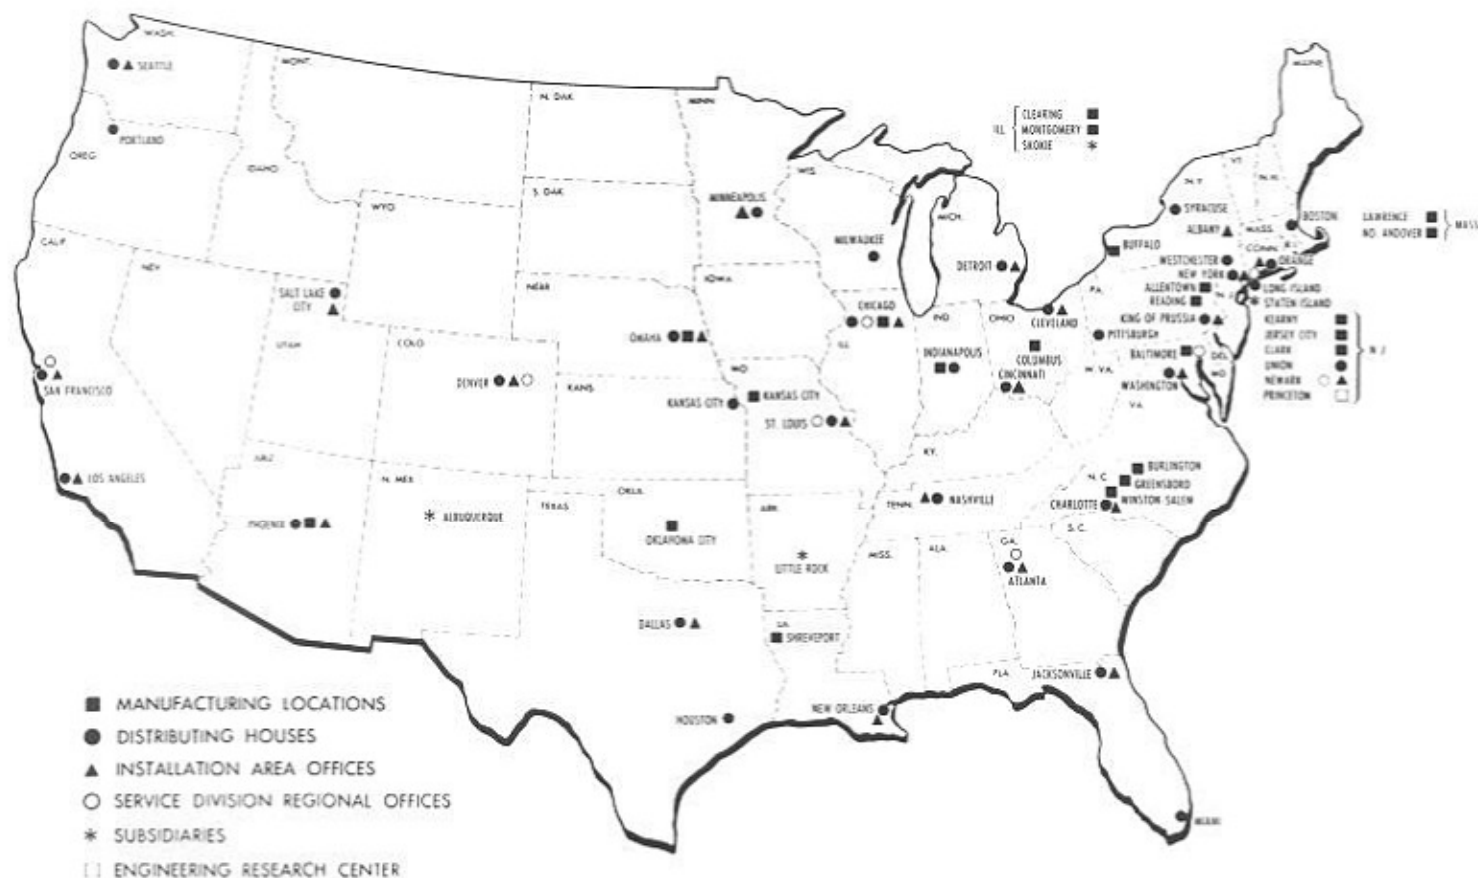 WASH.
SEATTLE
PORTLAND
OREG.
IDAHO
MONT.
N. DAK.
S. DAK.
MINN.
MINNEAPOLIS
WIS.
MILWAUKEE
MICH.
DETROIT
ILL.
CLEARING
MONTGOMERY
SKOKIE
MAINE
VT.
N.H.
N.Y.
SYRACUSE
ALBANY
BUFFALO
MASS.
BOSTON
LAWRENCE
NO. ANDOVER
MASS
CONN.
R.I.
ORANGE
WESTCHESTER
NEW YORK
LONG ISLAND
STATEN ISLAND
PA.
ALLENTOWN
READING
N.J.
KING OF PRUSSIA
PITTSBURGH
KEARNY
JERSEY CITY
CLARK
UNION
NEWARK
PRINCETON
N J
BALTIMORE
DEL.
MD.
WASHINGTON
W. VA.
VA.
WYO.
CALIF.
NEV.
SALT LAKE
CITY
UTAH
COLO.
DENVER
NEBR.
OMAHA
IOWA
CHICAGO
ILL.
IND.
INDIANAPOLIS
OHIO
CLEVELAND
COLUMBUS
CINCINNATI
SAN FRANCISCO
LOS ANGELES
KANS.
KANSAS CITY
MO.
KANSAS CITY
ST. LOUIS
KY.
ARIZ.
PHOENIX
N. MEX.
ALBUQUERQUE
TEXAS
OKLA.
OKLAHOMA CITY
ARK.
LITTLE ROCK
TENN.
NASHVILLE
N. C.
BURLINGTON
GREENSBORO
WINSTON SALEM
CHARLOTTE
S. C.
MISS.
ALA.
GA.
ATLANTA
DALLAS
LA.
SHREVEPORT
HOUSTON
NEW ORLEANS
FLA.
JACKSONVILLE
MIAMI
MANUFACTURING LOCATIONS
DISTRIBUTING HOUSES
INSTALLATION AREA OFFICES
SERVICE DIVISION REGIONAL OFFICES
SUBSIDIARIES
ENGINEERING RESEARCH CENTER